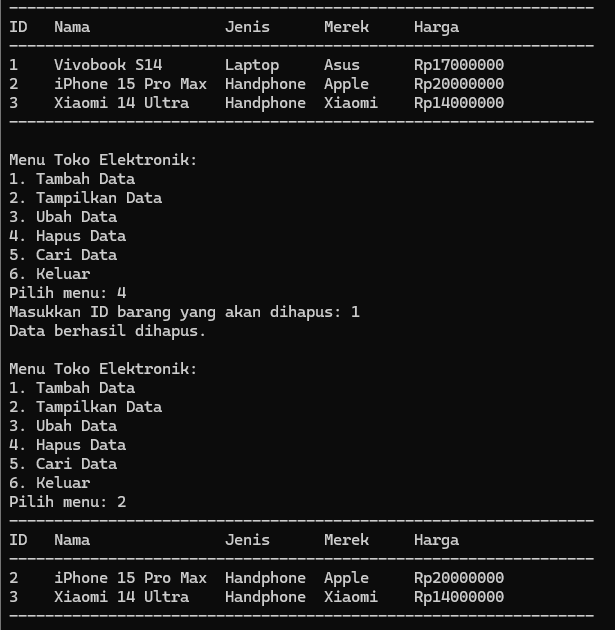 -----------------------------------------------------------------
ID   Nama               Jenis      Merek     Harga
-----------------------------------------------------------------
1    Vivobook S14       Laptop     Asus      Rp17000000
2    iPhone 15 Pro Max  Handphone  Apple     Rp20000000
3    Xiaomi 14 Ultra    Handphone  Xiaomi    Rp14000000
-----------------------------------------------------------------

Menu Toko Elektronik:
1. Tambah Data
2. Tampilkan Data
3. Ubah Data
4. Hapus Data
5. Cari Data
6. Keluar
Pilih menu: 4
Masukkan ID barang yang akan dihapus: 1
Data berhasil dihapus.

Menu Toko Elektronik:
1. Tambah Data
2. Tampilkan Data
3. Ubah Data
4. Hapus Data
5. Cari Data
6. Keluar
Pilih menu: 2
-----------------------------------------------------------------
ID   Nama               Jenis      Merek     Harga
-----------------------------------------------------------------
2    iPhone 15 Pro Max  Handphone  Apple     Rp20000000
3    Xiaomi 14 Ultra    Handphone  Xiaomi    Rp14000000
-----------------------------------------------------------------